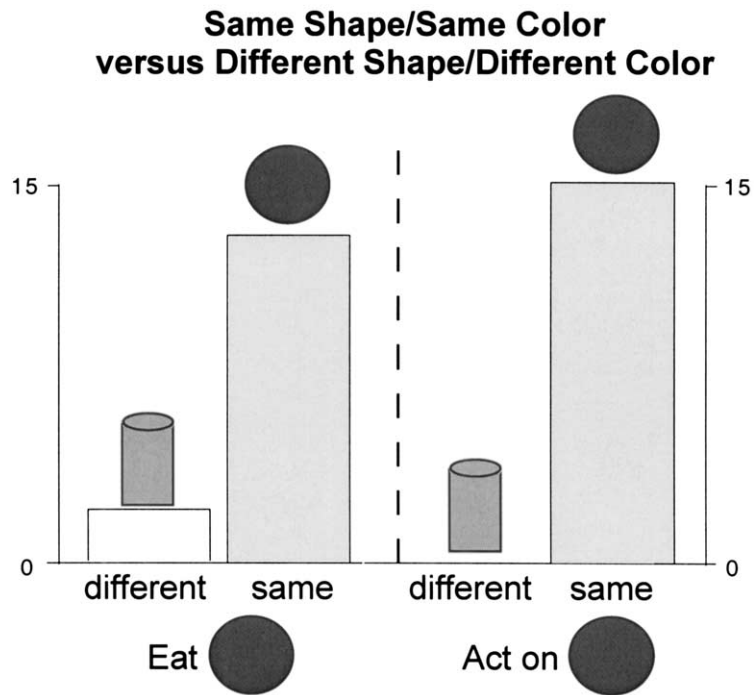 Same Shape/Same Color
versus Different Shape/Different Color
15
15
0
0
different same different same
Eat
Act on